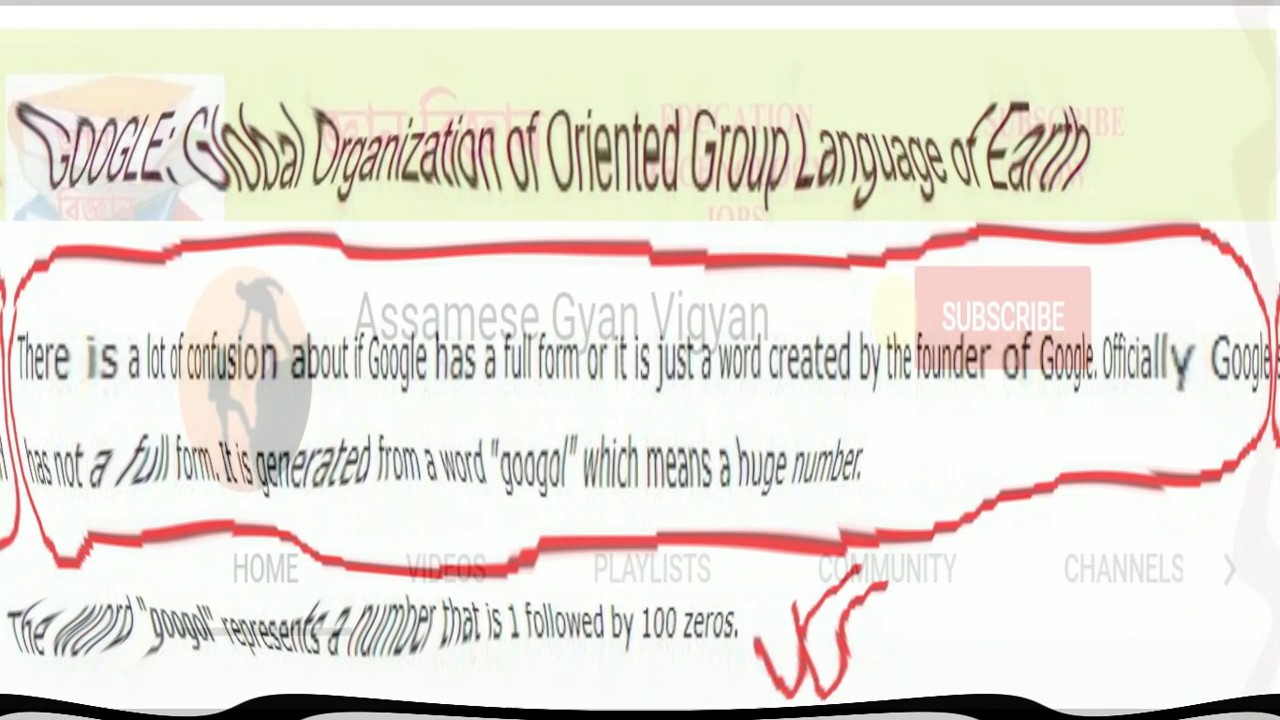 GOOGLE: Global Organization of Oriented Group Language of Earth
EDUCATION
SUBSCRIBE
JOBS
বিজ্ঞান
Assamese Gyan Vigyan
SUBSCRIBE
There is a lot of confusion about if Google has a full form or it is just a word created by the founder of Google. Officially Google
has not a full form. It is generated from a word "googol" which means a huge number.
HOME VIDEOS PLAYLISTS COMMUNITY CHANNELS
The word "googol" represents a number that is 1 followed by 100 zeros.